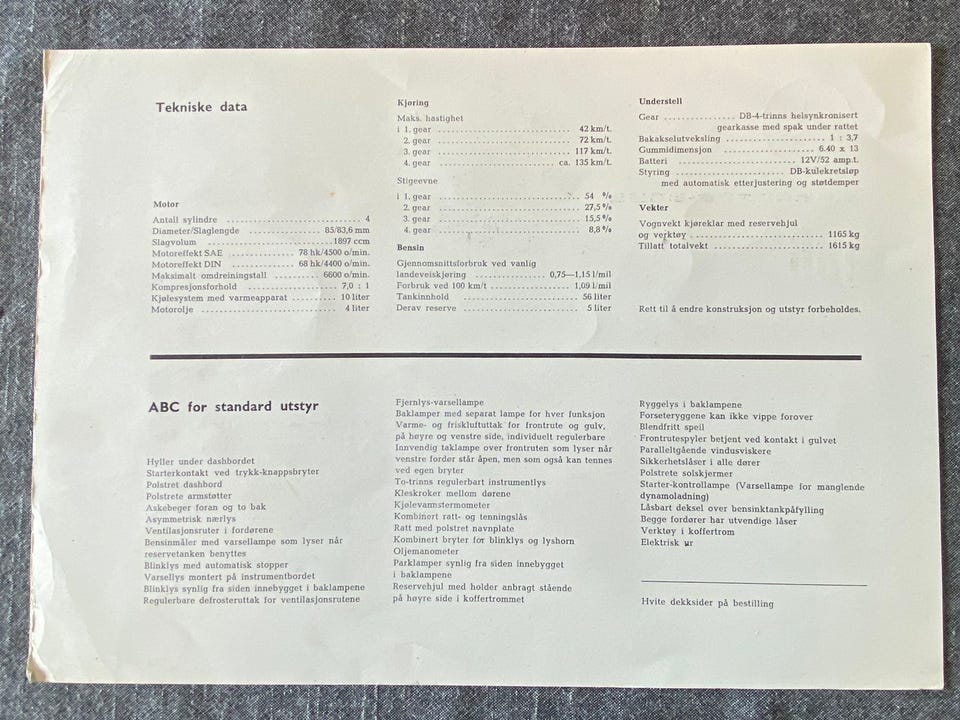 Tekniske data
Motor
Antall sylindre ........................ 4
Diameter/Slaglengde ............. 85/83,6 mm
Slagvolum ........................ 1897 ccm
Motoreffekt SAE ............ 78 hk/4500 o/min.
Motoreffekt DIN ............ 68 hk/4400 o/min.
Maksimalt omdreiningstall ........ 6600 o/min.
Kompresjonsforhold ................ 7,0 : 1
Kjølesystem med varmeapparat ........ 10 liter
Motorolje ........................ 4 liter
Kjøring
Maks. hastighet
i 1. gear ........................ 42 km/t.
2. gear ........................ 72 km/t.
3. gear ........................ 117 km/t.
4. gear ........................ ca. 135 km/t.
Stigeevne
i 1. gear ........................ 54 %
2. gear ........................ 27,5 %
3. gear ........................ 15,5 %
4. gear ........................ 8,8 %
Bensin
Gjennomsnittsforbruk ved vanlig
landeveiskjøring ............ 0,75—1,15 l/mil
Forbruk ved 100 km/t ............ 1,09 l/mil
Tankinnhold ........................ 56 liter
Derav reserve ........................ 5 liter
Understell
Gear ............ DB-4-trinns helsynkronisert
gearkasse med spak under rattet
Bakakselutveksling ................ 1 : 3,7
Gummidimensjon ................ 6.40 x 13
Batteri ........................ 12V/52 amp.t.
Styring ........................ DB-kulekretsløp
med automatisk etterjustering og støtdemper
Vekter
Vognvekt kjøreklar med reservehjul
og verktøy ........................ 1165 kg
Tillatt totalvekt .................... 1615 kg
Rett til å endre konstruksjon og utstyr forbeholdes.
ABC for standard utstyr
Hyller under dashbordet
Starterkontakt ved trykk-knappsbryter
Polstret dashbord
Polstrete armstøtter
Askebeger foran og to bak
Asymmetrisk nærlys
Ventilasjonsruter i fordørene
Bensinmåler med varsellampe som lyser når
reservetanken benyttes
Blinklys med automatisk stopper
Varsellys montert på instrumentbordet
Blinklys synlig fra siden innebygget i baklampene
Regulerbare defrosteruttak for ventilasjonsrutene
Fjernlys-varsellampe
Baklamper med separat lampe for hver funksjon
Varme- og friskluftuttak for frontrute og gulv,
på høyre og venstre side, individuelt regulerbare
Innvendig taklampe over frontruten som lyser når
venstre fordør står åpen, men som også kan tennes
ved egen bryter
To-trinns regulerbart instrumentlys
Kleskroker mellom dørene
Kjølevamstermometer
Kombinert ratt- og tenningslås
Ratt med polstret navnplate
Kombinert bryter for blinklys og lyshorn
Oljemanometer
Parklamper synlig fra siden innebygget
i baklampene
Reservehjul med holder anbragt stående
på høyre side i koffertrommet
Ryggelys i baklampene
Forseteryggene kan ikke vippe forover
Blendfritt speil
Frontrutespyler betjent ved kontakt i gulvet
Paralleltgående vindusviskere
Sikkerhetslåser i alle dører
Polstrete solskjermer
Starter-kontrollampe (Varsellampe for manglende
dynamoladning)
Låsbart deksel over bensinktankpåfylling
Begge fordører har utvendige låser
Verktøy i koffertrom
Elektrisk ur
Hvite dekksider på bestilling